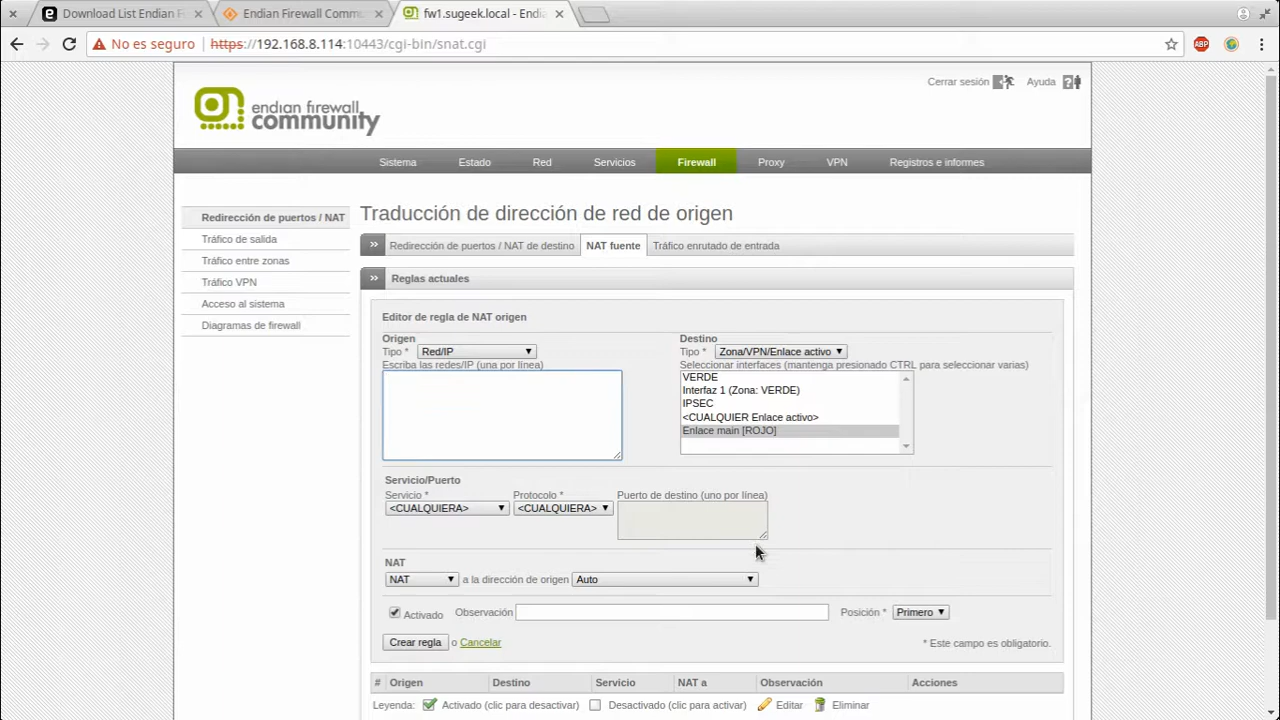 Download List Endian Fi
Endian Firewall Commu
fw1.sugeek.local - Endia
No es seguro
https://192.168.8.114:10443/cgi-bin/snat.cgi
ABP
Cerrar sesión
Ayuda
endian firewall
community
Sistema
Estado
Red
Servicios
Firewall
Proxy
VPN
Registros e informes
Redirección de puertos / NAT
Tráfico de salida
Tráfico entre zonas
Tráfico VPN
Acceso al sistema
Diagramas de firewall
Traducción de dirección de red de origen
>> Redirección de puertos / NAT de destino NAT fuente Tráfico enrutado de entrada
>> Reglas actuales
Editor de regla de NAT origen
Origen
Tipo * Red/IP
Escriba las redes/IP (una por línea)
Destino
Tipo * Zona/VPN/Enlace activo
Seleccionar interfaces (mantenga presionado CTRL para seleccionar varias)
VERDE
Interfaz 1 (Zona: VERDE)
IPSEC
<CUALQUIER Enlace activo>
Enlace main [ROJO]
Servicio/Puerto
Servicio * Protocolo * Puerto de destino (uno por línea)
<CUALQUIERA> <CUALQUIERA>
NAT
NAT a la dirección de origen Auto
Activado Observación Posición * Primero
Crear regla o Cancelar * Este campo es obligatorio.
# Origen Destino Servicio NAT a Observación Acciones
Leyenda: Activado (clic para desactivar) Desactivado (clic para activar) Editar Eliminar